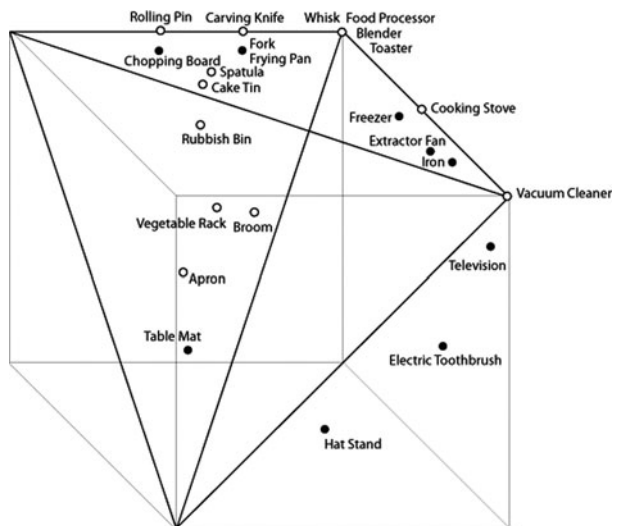 Rolling Pin
Carving Knife
Whisk
Food Processor
Blender
Toaster
Fork
Frying Pan
Chopping Board
Spatula
Cake Tin
Cooking Stove
Freezer
Rubbish Bin
Extractor Fan
Iron
Vacuum Cleaner
Vegetable Rack
Broom
Television
Apron
Table Mat
Electric Toothbrush
Hat Stand